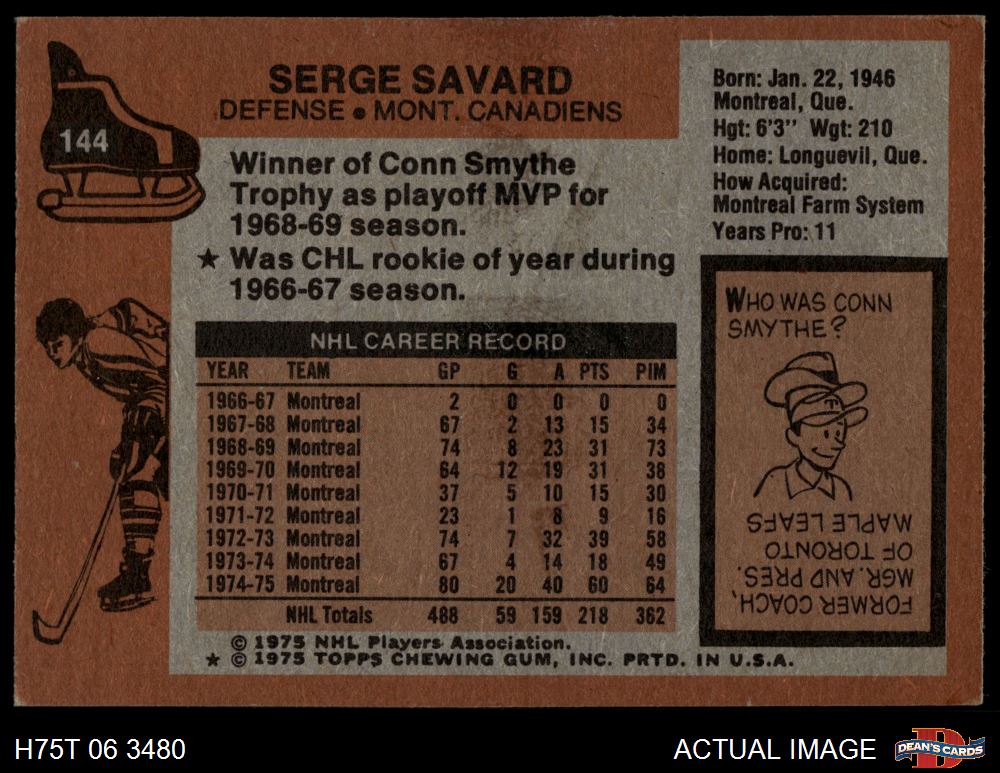 144
SERGE SAVARD
DEFENSE • MONT. CANADIENS
Winner of Conn Smythe
Trophy as playoff MVP for
1968-69 season.
★ Was CHL rookie of year during
1966-67 season.
Born: Jan. 22, 1946
Montreal, Que.
Hgt: 6'3" Wgt: 210
Home: Longuevil, Que.
How Acquired:
Montreal Farm System
Years Pro: 11
NHL CAREER RECORD
YEAR TEAM GP G A PTS PIM
1966-67 Montreal 2 0 0 0 0
1967-68 Montreal 67 2 13 15 34
1968-69 Montreal 74 8 23 31 73
1969-70 Montreal 64 12 19 31 38
1970-71 Montreal 37 5 10 15 30
1971-72 Montreal 23 1 8 9 16
1972-73 Montreal 74 7 32 39 58
1973-74 Montreal 67 4 14 18 49
1974-75 Montreal 80 20 40 60 64
NHL Totals 488 59 159 218 362
© 1975 NHL Players Association.
★ © 1975 TOPPS CHEWING GUM, INC. PRTD. IN U.S.A.
WHO WAS CONN
SMYTHE?
FORMER COACH,
MGR. AND PRES.
OF TORONTO
MAPLE LEAFS
H75T 06 3480
ACTUAL IMAGE
D
DEAN'S CARDS